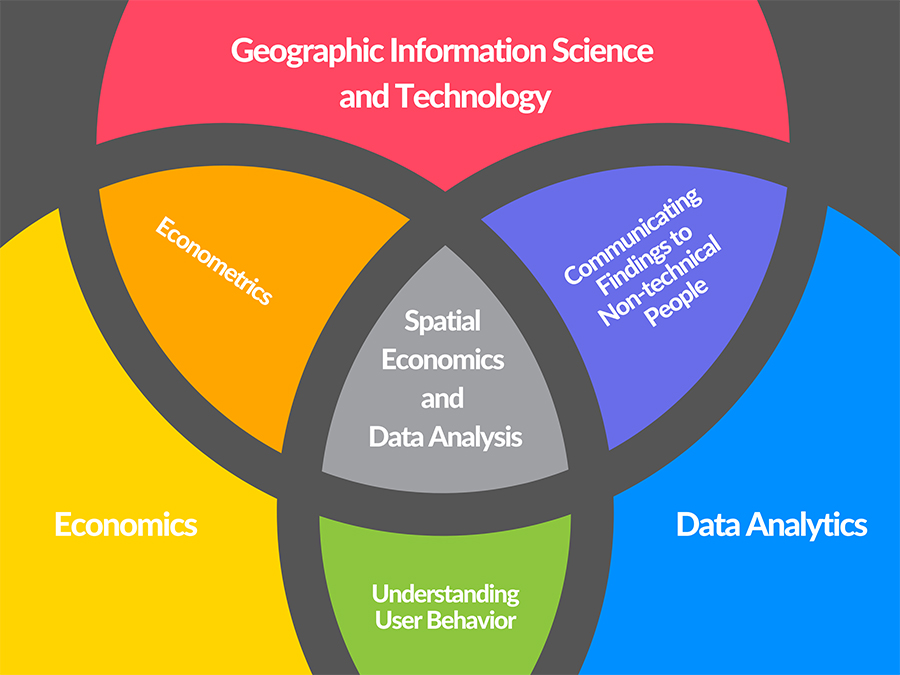 Geographic Information Science
and Technology
Econometrics
Communicating
Findings to
Non-technical
People
Spatial
Economics
and
Data Analysis
Economics
Data Analytics
Understanding
User Behavior